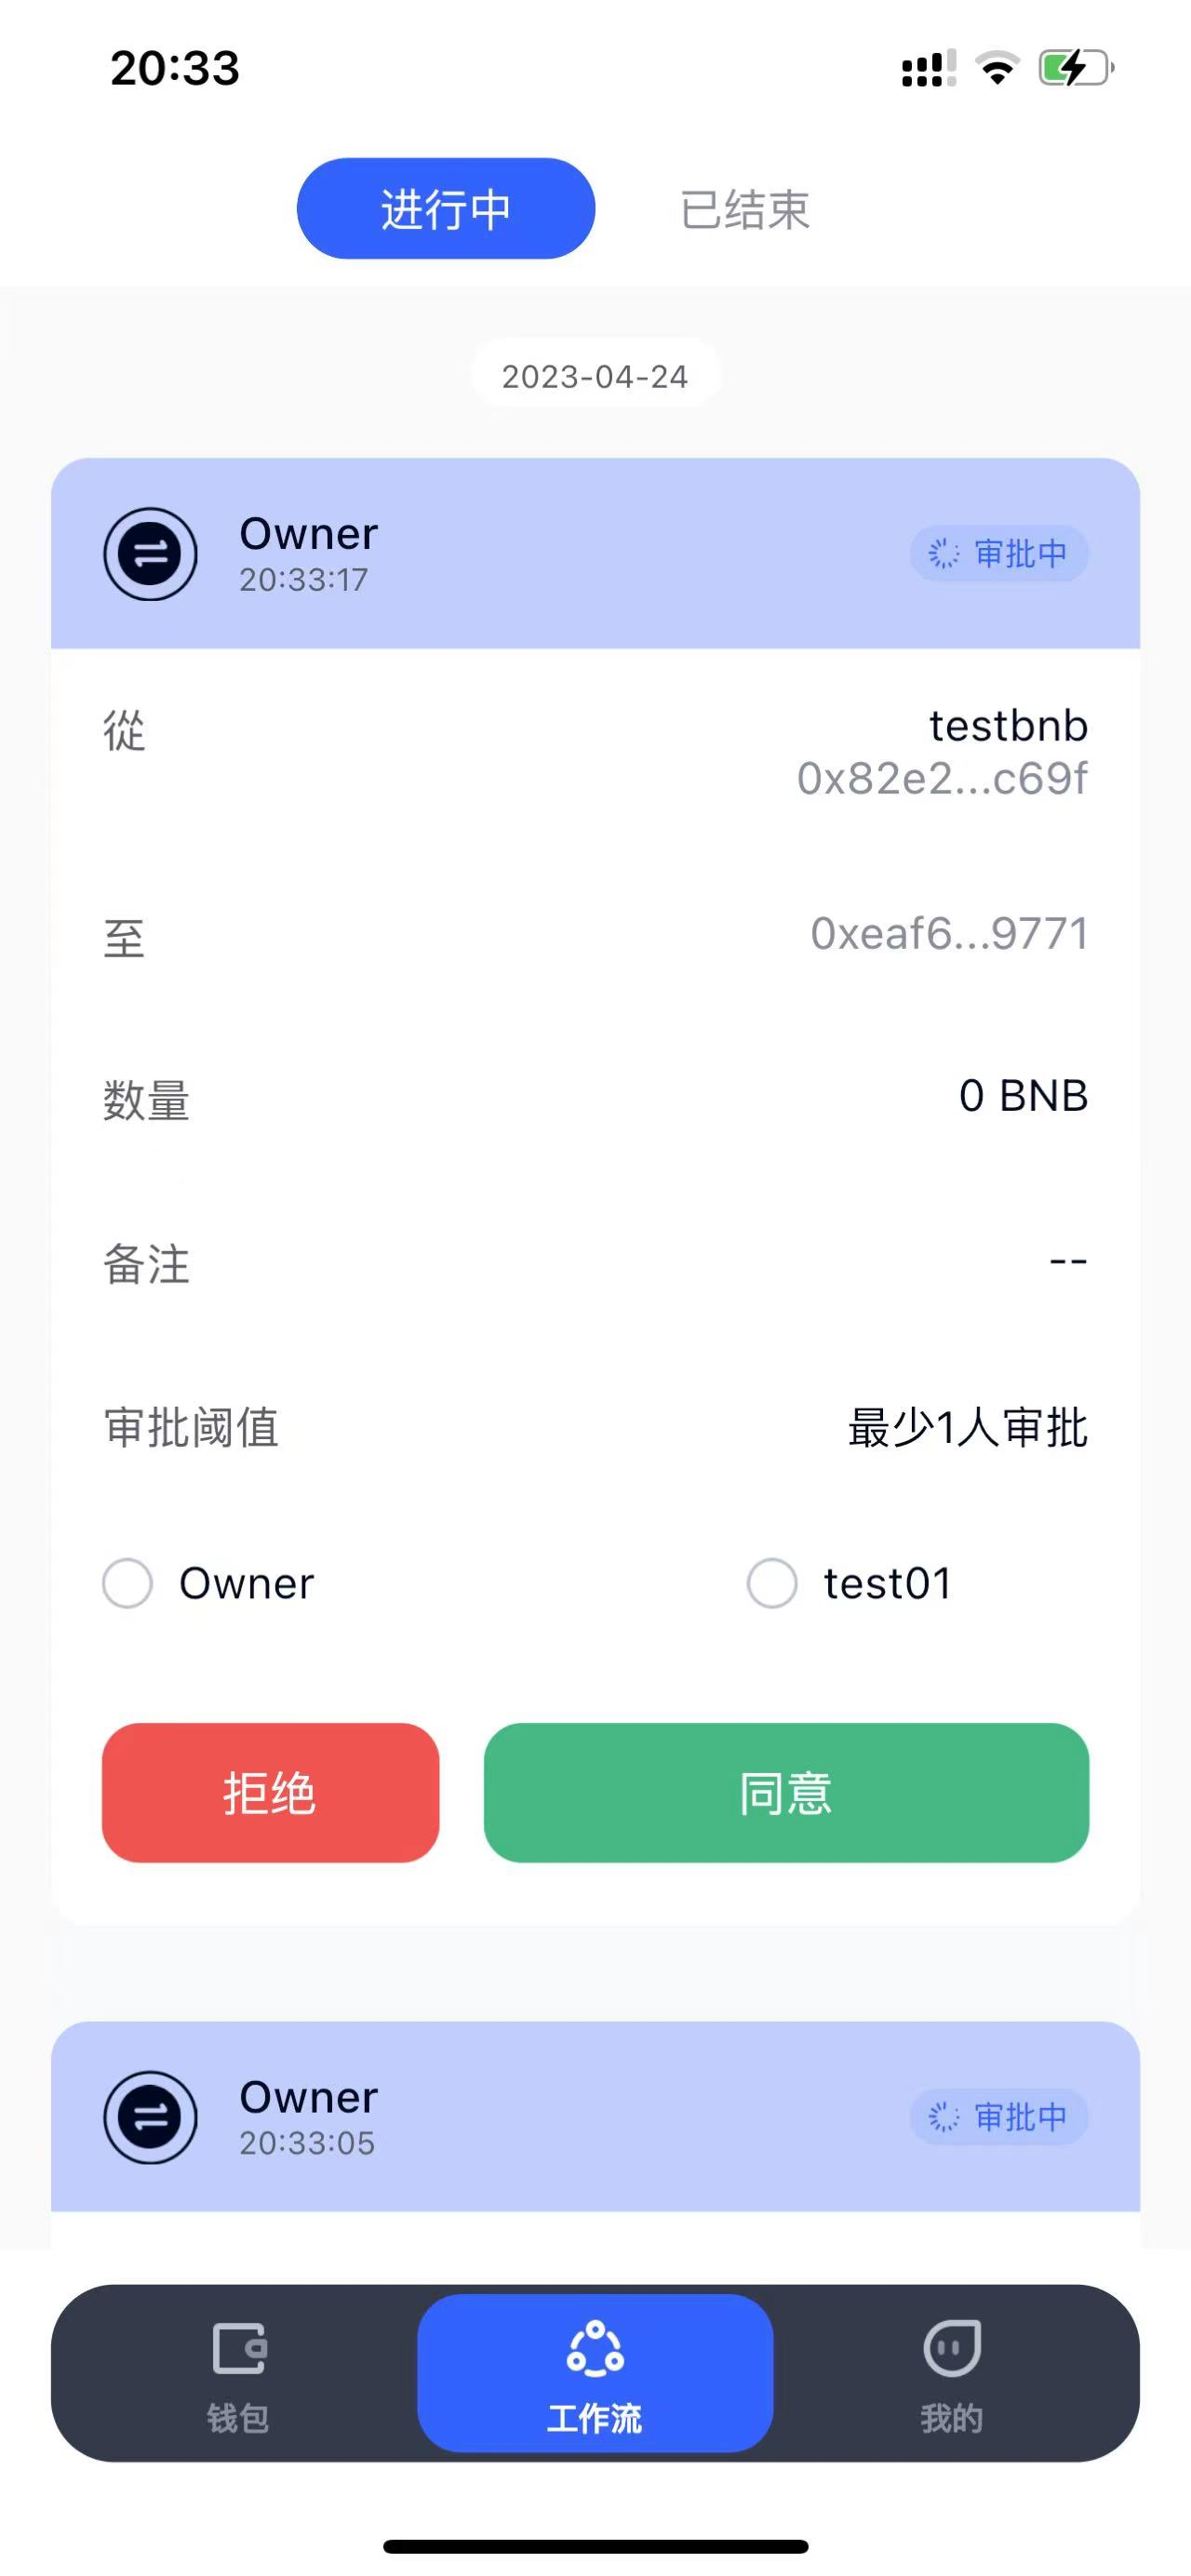 20:33
进行中
已结束
2023-04-24
Owner
20:33:17
审批中
從
testbnb
0x82e2...c69f
至
0xeaf6...9771
数量
0 BNB
备注
--
审批阈值
最少1人审批
Owner
test01
拒绝
同意
Owner
20:33:05
审批中
钱包
工作流
我的